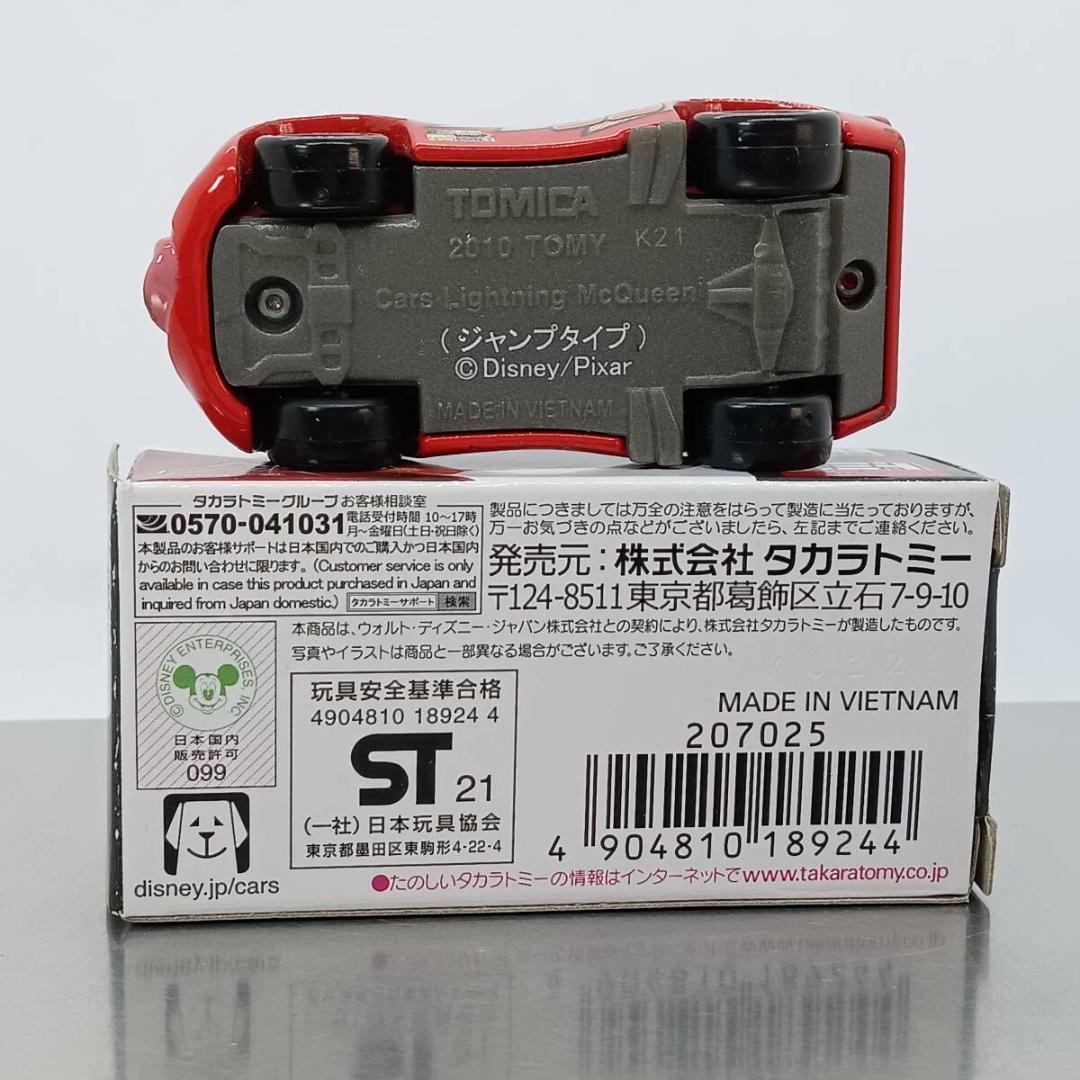 TOMICA
2010 TOMY K21
Cars Lightning McQueen
(ジャンプタイプ)
©Disney/Pixar
MADE IN VIETNAM
タカラトミーグループお客様相談室
0570-041031 電話受付時間 10〜17時
月〜金曜日(土日・祝日除く)
本製品のお客様サポートは日本国内でのご購入かつ日本国内
からのお問い合わせに限ります。(Customer service is only
available in case this product purchased in Japan and
inquired from Japan domestic.) タカラトミーサポート 検索
製品につきましては万全の注意をはらって製造に当たっておりますが、
万一お気づきの点などがございましたら、左記までご連絡ください。
発売元:株式会社 タカラトミー
〒124-8511 東京都葛飾区立石7-9-10
本商品は、ウォルト・ディズニー・ジャパン株式会社との契約により、株式会社タカラトミーが製造したものです。
写真やイラストは商品と一部異なる場合がございます。ご了承ください。
©DISNEY ENTERPRISES, INC.
日本国内
販売許可
099
disney.jp/cars
玩具安全基準合格
4904810 18924 4
ST 21
(一社)日本玩具協会
東京都墨田区東駒形4-22-4
MADE IN VIETNAM
207025
4 904810 189244
●たのしいタカラトミーの情報はインターネットでwww.takaratomy.co.jp